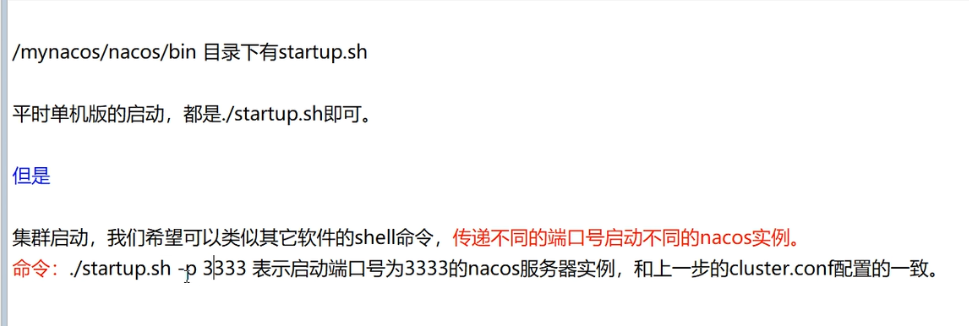 /mynacos/nacos/bin 目录下有startup.sh
平时单机版的启动，都是./startup.sh即可。
但是
集群启动，我们希望可以类似其它软件的shell命令，传递不同的端口号启动不同的nacos实例。
命令：./startup.sh -p 3333 表示启动端口号为3333的nacos服务器实例，和上一步的cluster.conf配置的一致。